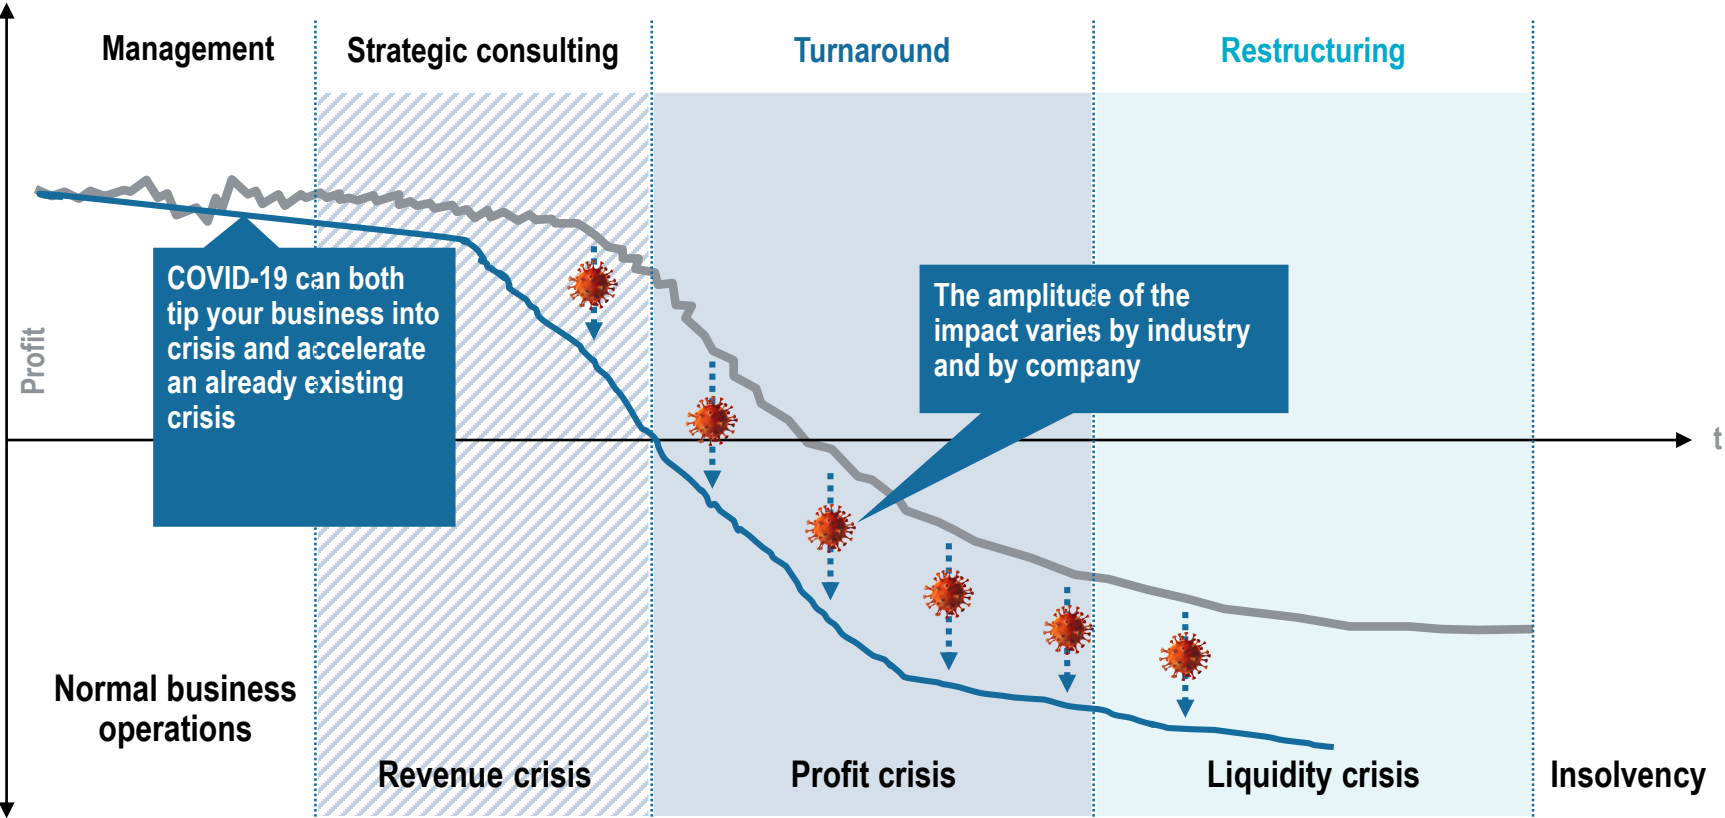 Management
Strategic consulting
Turnaround
Restructuring
COVID-19 can both
tip your business into
crisis and accelerate
an already existing
crisis
The amplitude of the
impact varies by industry
and by company
Profit
t
Normal business
operations
Revenue crisis
Profit crisis
Liquidity crisis
Insolvency